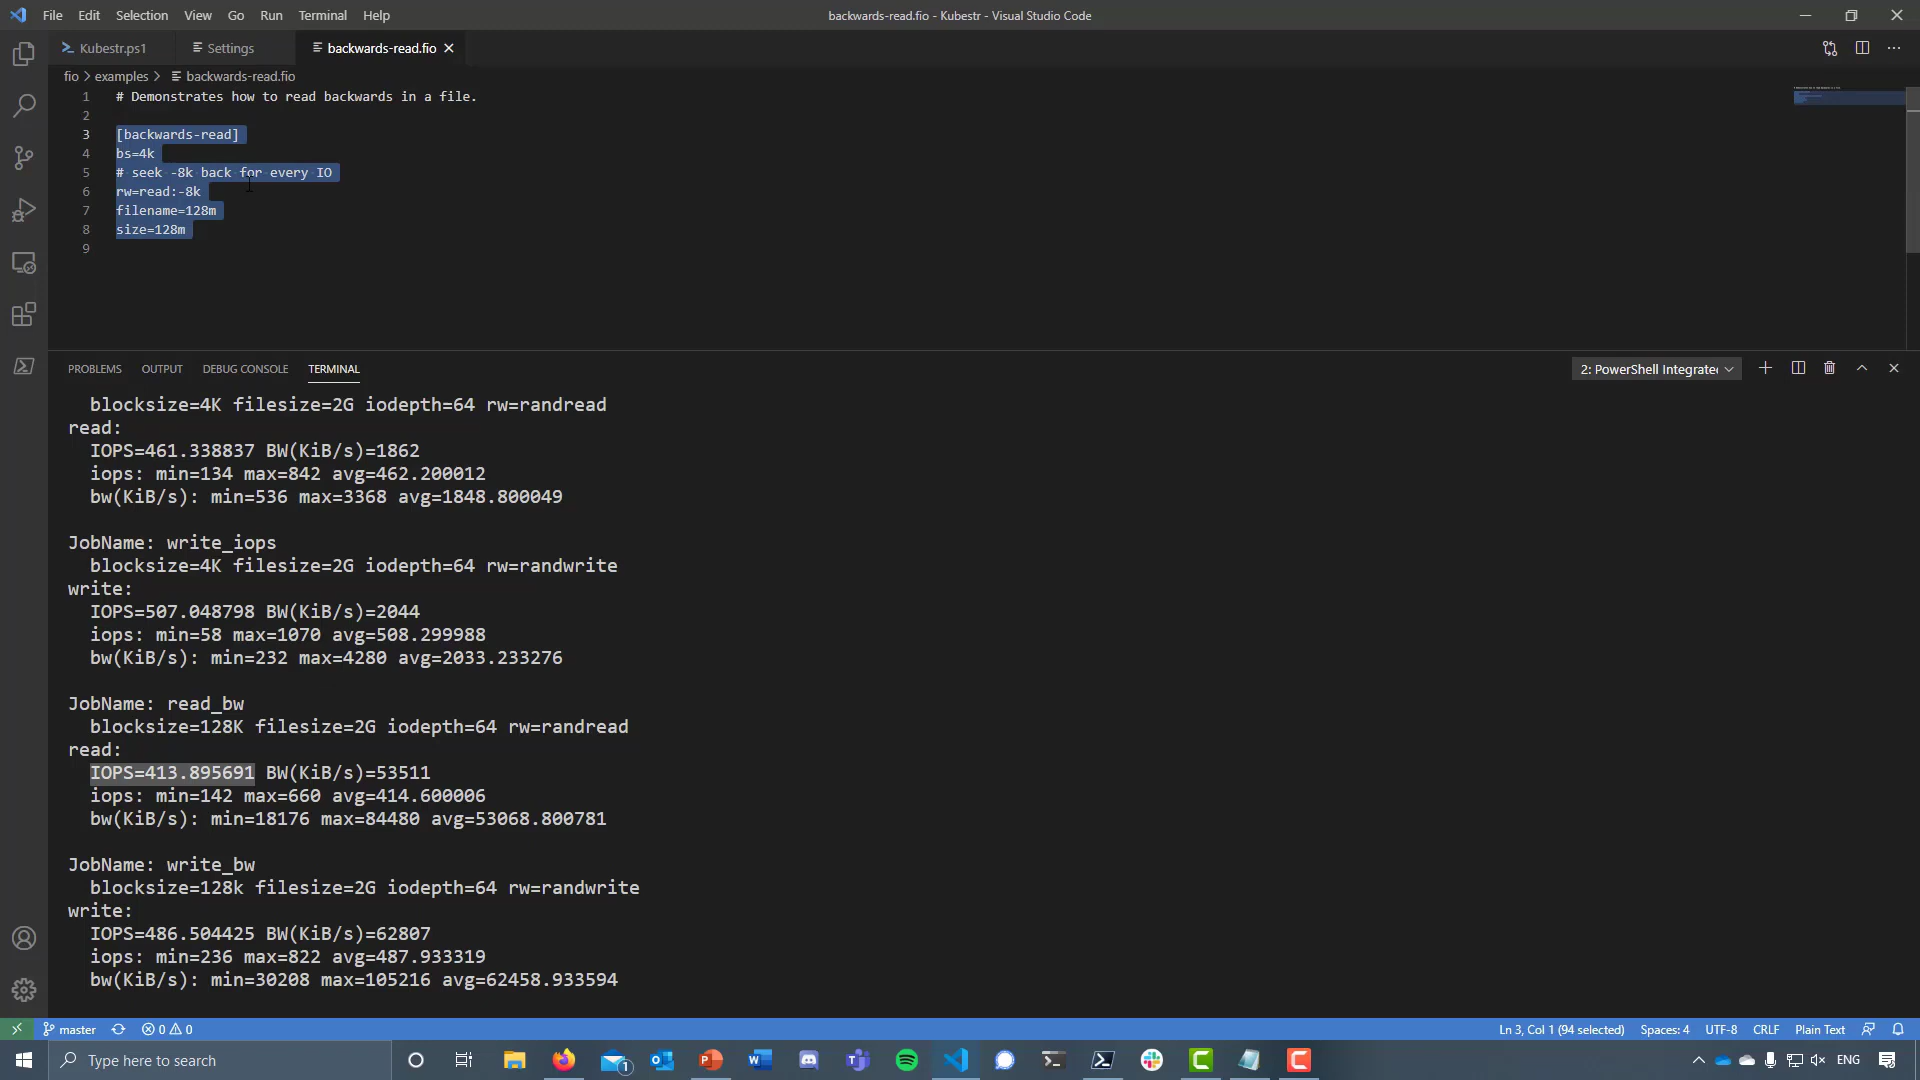 File Edit Selection View Go Run Terminal Help
backwards-read.fio - Kubestr - Visual Studio Code
Kubestr.ps1 Settings backwards-read.fio
fio > examples > backwards-read.fio
1 # Demonstrates how to read backwards in a file.
2
3 [backwards-read]
4 bs=4k
5 # seek -8k back for every IO
6 rw=read:-8k
7 filename=128m
8 size=128m
9
PROBLEMS OUTPUT DEBUG CONSOLE TERMINAL
2: PowerShell Integrated
blocksize=4K filesize=2G iodepth=64 rw=randread
read:
IOPS=461.338837 BW(KiB/s)=1862
iops: min=134 max=842 avg=462.200012
bw(KiB/s): min=536 max=3368 avg=1848.800049
JobName: write_iops
blocksize=4K filesize=2G iodepth=64 rw=randwrite
write:
IOPS=507.048798 BW(KiB/s)=2044
iops: min=58 max=1070 avg=508.299988
bw(KiB/s): min=232 max=4280 avg=2033.233276
JobName: read_bw
blocksize=128K filesize=2G iodepth=64 rw=randread
read:
IOPS=413.895691 BW(KiB/s)=53511
iops: min=142 max=660 avg=414.600006
bw(KiB/s): min=18176 max=84480 avg=53068.800781
JobName: write_bw
blocksize=128k filesize=2G iodepth=64 rw=randwrite
write:
IOPS=486.504425 BW(KiB/s)=62807
iops: min=236 max=822 avg=487.933319
bw(KiB/s): min=30208 max=105216 avg=62458.933594
master 0 0
Ln 3, Col 1 (94 selected) Spaces: 4 UTF-8 CRLF Plain Text
Type here to search
1
ENG